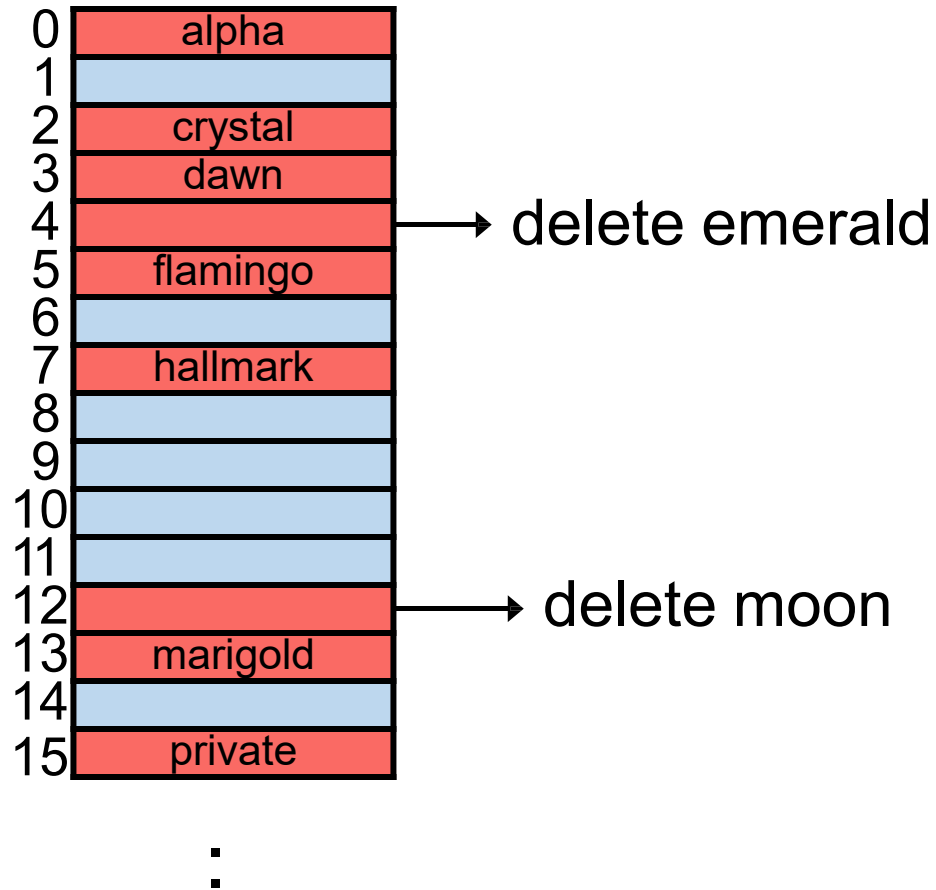 0 alpha
1
2 crystal
3 dawn
4 delete emerald
5 flamingo
6
7 hallmark
8
9
10
11
12 delete moon
13 marigold
14
15 private
: